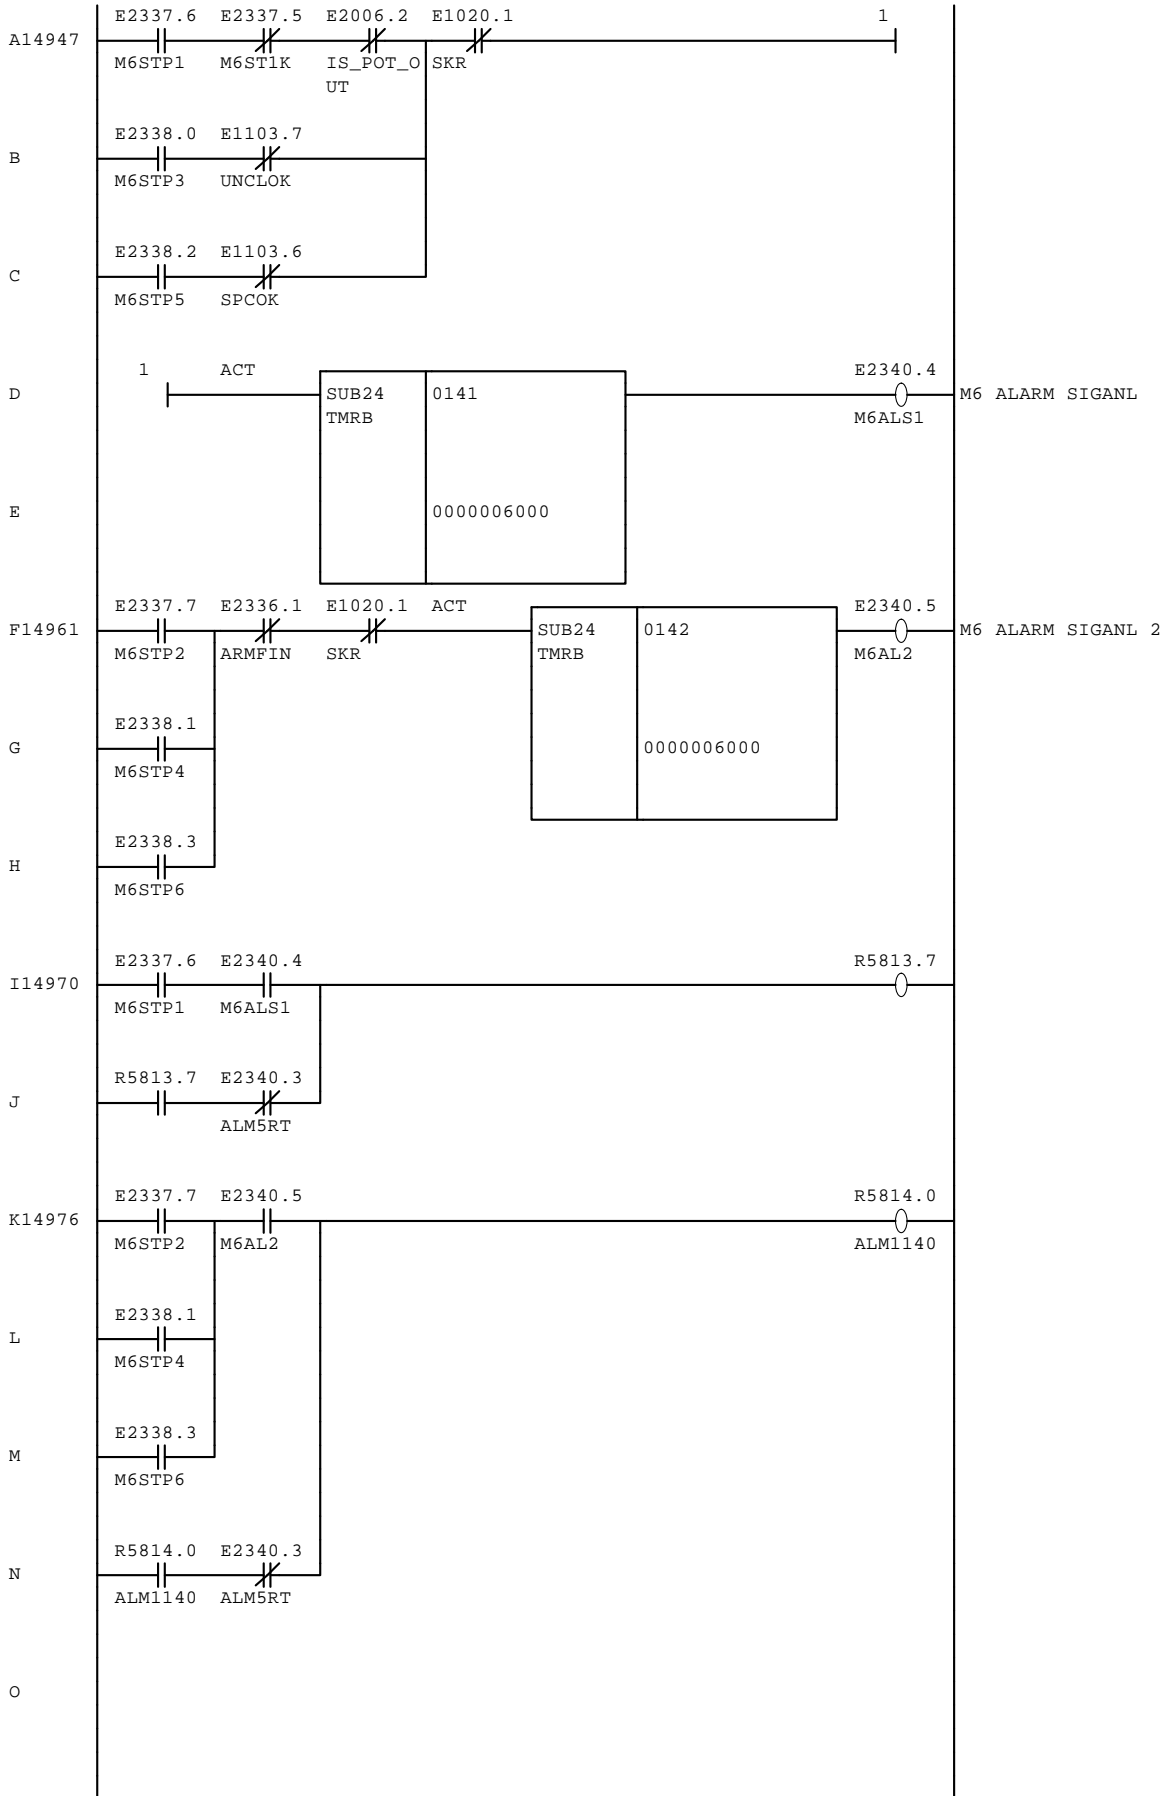 E2337.6 E2337.5 E2006.2 E1020.1 1
A14947
M6STP1 M6ST1K IS_POT_O SKR
UT
E2338.0 E1103.7
B
M6STP3 UNCLOK
E2338.2 E1103.6
C
M6STP5 SPCOK
1 ACT E2340.4
D SUB24 0141 M6 ALARM SIGANL
TMRB M6ALS1
E 0000006000
E2337.7 E2336.1 E1020.1 ACT E2340.5
F14961 SUB24 0142 M6 ALARM SIGANL 2
M6STP2 ARMFIN SKR TMRB M6AL2
E2338.1
G 0000006000
M6STP4
E2338.3
H
M6STP6
E2337.6 E2340.4 R5813.7
I14970
M6STP1 M6ALS1
R5813.7 E2340.3
J
ALM5RT
E2337.7 E2340.5 R5814.0
K14976
M6STP2 M6AL2 ALM1140
E2338.1
L
M6STP4
E2338.3
M
M6STP6
R5814.0 E2340.3
N
ALM1140 ALM5RT
O